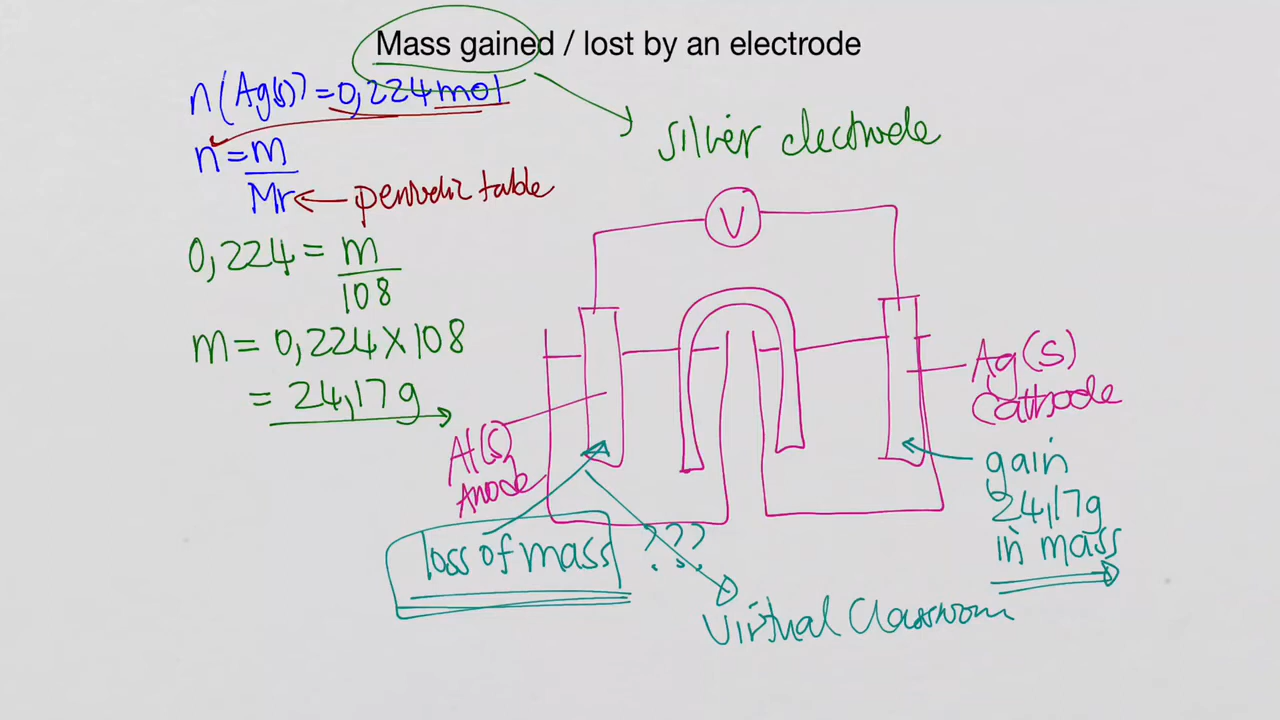 Mass gained / lost by an electrode
n(Ag(s)) = 0,224 mol
n = m
Mr ← periodic table
0,224 = m
108
m = 0,224 × 108
= 24,17g
silver electrode
V
Ag(s)
Cathode
Al(s)
Anode
gain
24,17g
in mass
loss of mass ???
Virtual Classroom